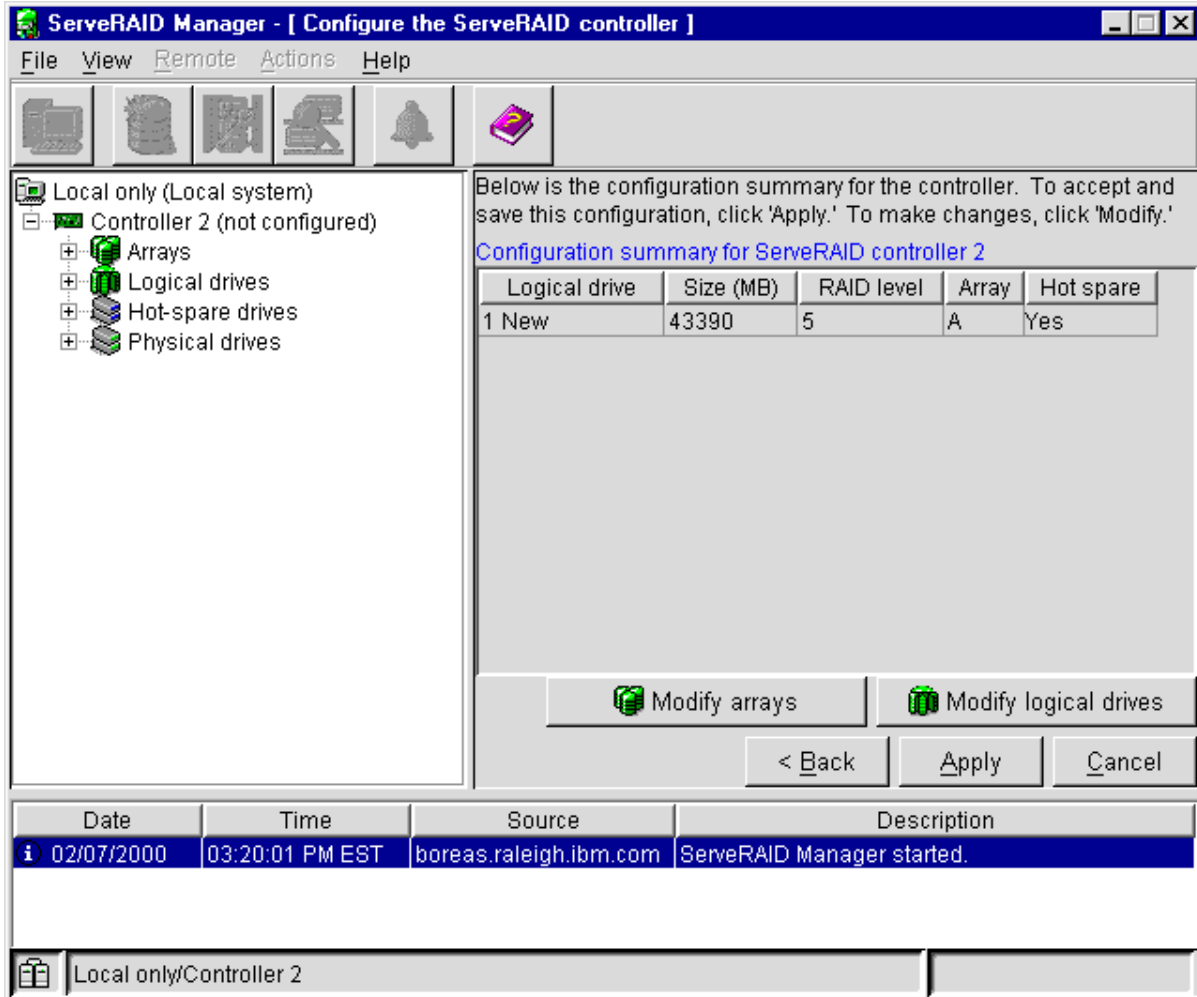 ServeRAID Manager - [ Configure the ServeRAID controller ]
File View Remote Actions Help
Local only (Local system)
Controller 2 (not configured)
Arrays
Logical drives
Hot-spare drives
Physical drives
Below is the configuration summary for the controller. To accept and
save this configuration, click 'Apply.' To make changes, click 'Modify.'
Configuration summary for ServeRAID controller 2
Logical drive Size (MB) RAID level Array Hot spare
1 New 43390 5 A Yes
Modify arrays Modify logical drives
< Back Apply Cancel
Date Time Source Description
02/07/2000 03:20:01 PM EST boreas.raleigh.ibm.com ServeRAID Manager started.
Local only/Controller 2